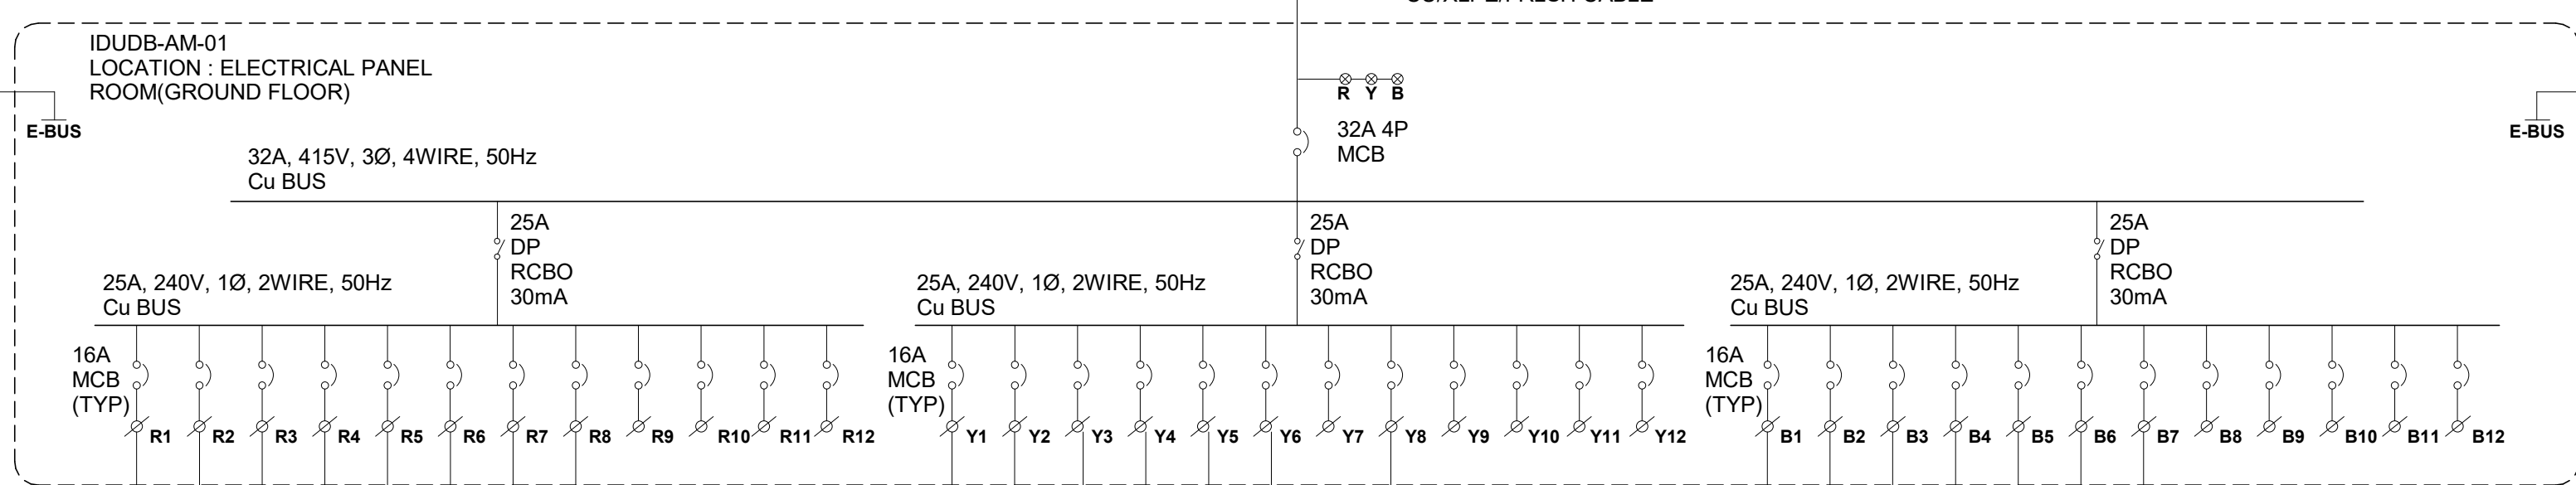 IDUDB-AM-01
LOCATION : ELECTRICAL PANEL
ROOM(GROUND FLOOR)
E-BUS
R Y B
32A 4P
MCB
E-BUS
32A, 415V, 3Ø, 4WIRE, 50Hz
Cu BUS
25A
DP
RCBO
30mA
25A
DP
RCBO
30mA
25A
DP
RCBO
30mA
25A, 240V, 1Ø, 2WIRE, 50Hz
Cu BUS
25A, 240V, 1Ø, 2WIRE, 50Hz
Cu BUS
25A, 240V, 1Ø, 2WIRE, 50Hz
Cu BUS
16A
MCB
(TYP)
R1 R2 R3 R4 R5 R6 R7 R8 R9 R10 R11 R12
16A
MCB
(TYP)
Y1 Y2 Y3 Y4 Y5 Y6 Y7 Y8 Y9 Y10 Y11 Y12
16A
MCB
(TYP)
B1 B2 B3 B4 B5 B6 B7 B8 B9 B10 B11 B12